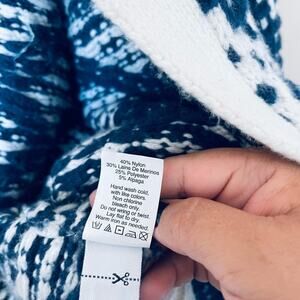 40% Nylon
30% Laine De Merinos
25% Polyester
5% Alpaga
Hand wash cold,
with like colors.
Non chlorine
bleach only.
Do not wring or twist.
Lay flat to dry.
Warm iron as needed.